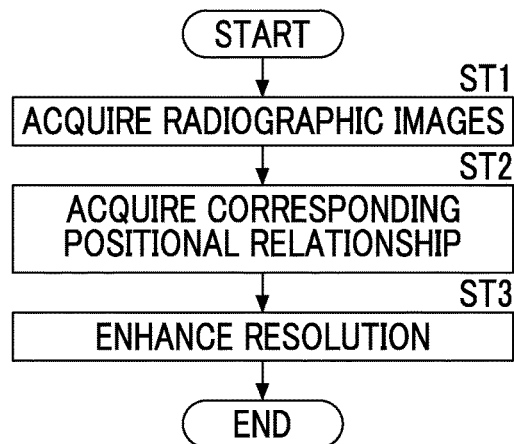 START
ST1
ACQUIRE RADIOGRAPHIC IMAGES
ST2
ACQUIRE CORRESPONDING
POSITIONAL RELATIONSHIP
ST3
ENHANCE RESOLUTION
END